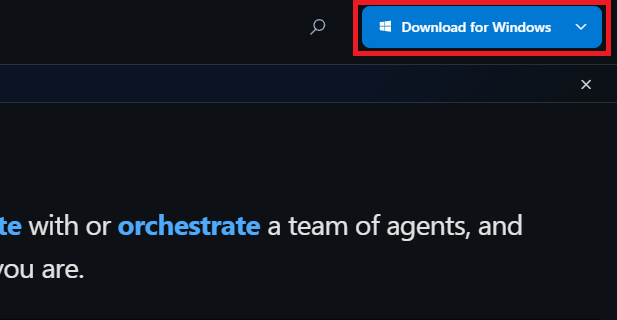 Download for Windows
te with or orchestrate a team of agents, and
you are.